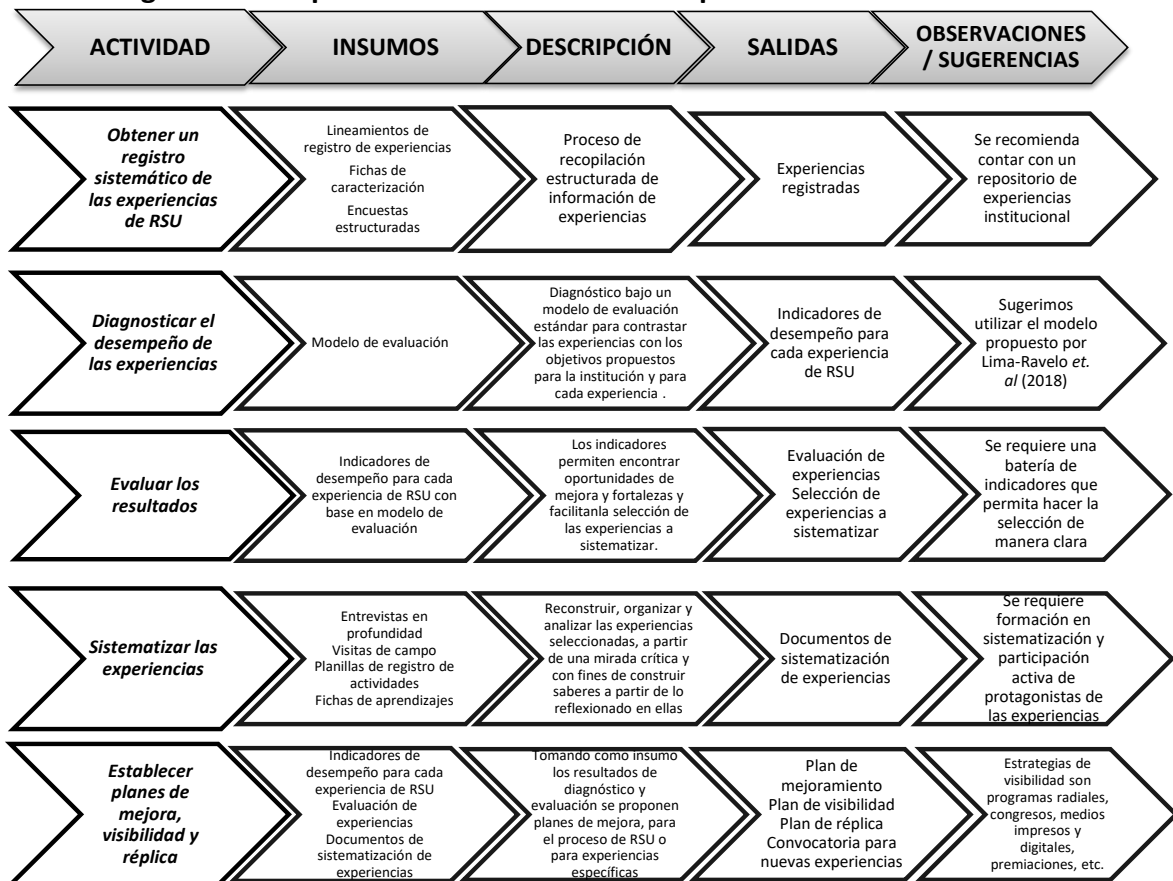 ACTIVIDAD
INSUMOS
DESCRIPCIÓN
SALIDAS
OBSERVACIONES
/ SUGERENCIAS
Obtener un
registro
sistemático de
las experiencias
de RSU
Lineamientos de
registro de experiencias
Fichas de
caracterización
Encuestas
estructuradas
Proceso de
recopilación
estructurada de
información de
experiencias
Experiencias
registradas
Se recomienda
contar con un
repositorio de
experiencias
institucional
Diagnosticar el
desempeño de
las experiencias
Modelo de evaluación
Diagnóstico bajo un
modelo de evaluación
estándar para contrastar
las experiencias con los
objetivos propuestos
para la institución y para
cada experiencia .
Indicadores de
desempeño para
cada experiencia
de RSU
Sugerimos
utilizar el modelo
propuesto por
Lima-Ravelo et.
al (2018)
Evaluar los
resultados
Indicadores de
desempeño para cada
experiencia de RSU con
base en modelo de
evaluación
Los indicadores
permiten encontrar
oportunidades de
mejora y fortalezas y
facilitanla selección de
las experiencias a
sistematizar.
Evaluación de
experiencias
Selección de
experiencias a
sistematizar
Se requiere una
batería de
indicadores que
permita hacer la
selección de
manera clara
Sistematizar las
experiencias
Entrevistas en
profundidad
Visitas de campo
Planillas de registro de
actividades
Fichas de aprendizajes
Reconstruir, organizar y
analizar las experiencias
seleccionadas, a partir
de una mirada crítica y
con fines de construir
saberes a partir de lo
reflexionado en ellas
Documentos de
sistematización
de experiencias
Se requiere
formación en
sistematización y
participación
activa de
protagonistas de
las experiencias
Establecer
planes de
mejora,
visibilidad y
réplica
Indicadores de
desempeño para cada
experiencia de RSU
Evaluación de
experiencias
Documentos de
sistematización de
experiencias
Tomando como insumo
los resultados de
diagnóstico y
evaluación se proponen
planes de mejora, para
el proceso de RSU o
para experiencias
específicas
Plan de
mejoramiento
Plan de visibilidad
Plan de réplica
Convocatoria para
nuevas experiencias
Estrategias de
visibilidad son
programas radiales,
congresos, medios
impresos y
digitales,
premiaciones, etc.